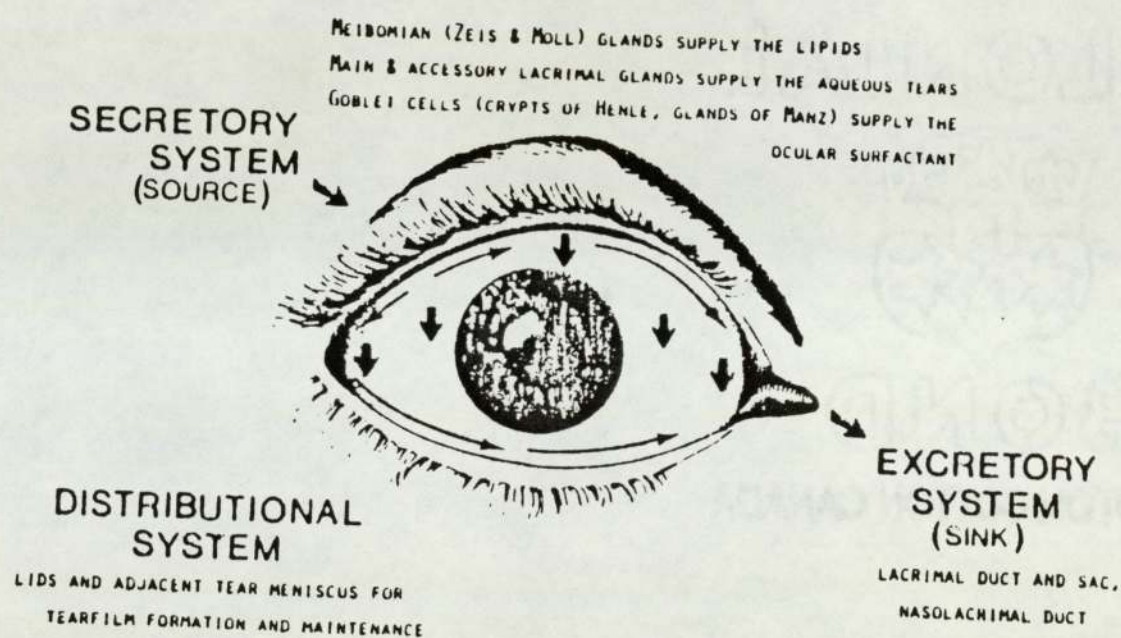 MEIBOMIAN (ZEIS & MOLL) GLANDS SUPPLY THE LIPIDS
MAIN & ACCESSORY LACRIMAL GLANDS SUPPLY THE AQUEOUS TEARS
GOBLET CELLS (CRYPTS OF HENLE, GLANDS OF MANZ) SUPPLY THE
OCULAR SURFACTANT
SECRETORY
SYSTEM
(SOURCE)
EXCRETORY
SYSTEM
(SINK)
LACRIMAL DUCT AND SAC,
NASOLACRIMAL DUCT
DISTRIBUTIONAL
SYSTEM
LIDS AND ADJACENT TEAR MENISCUS FOR
TEARFILM FORMATION AND MAINTENANCE